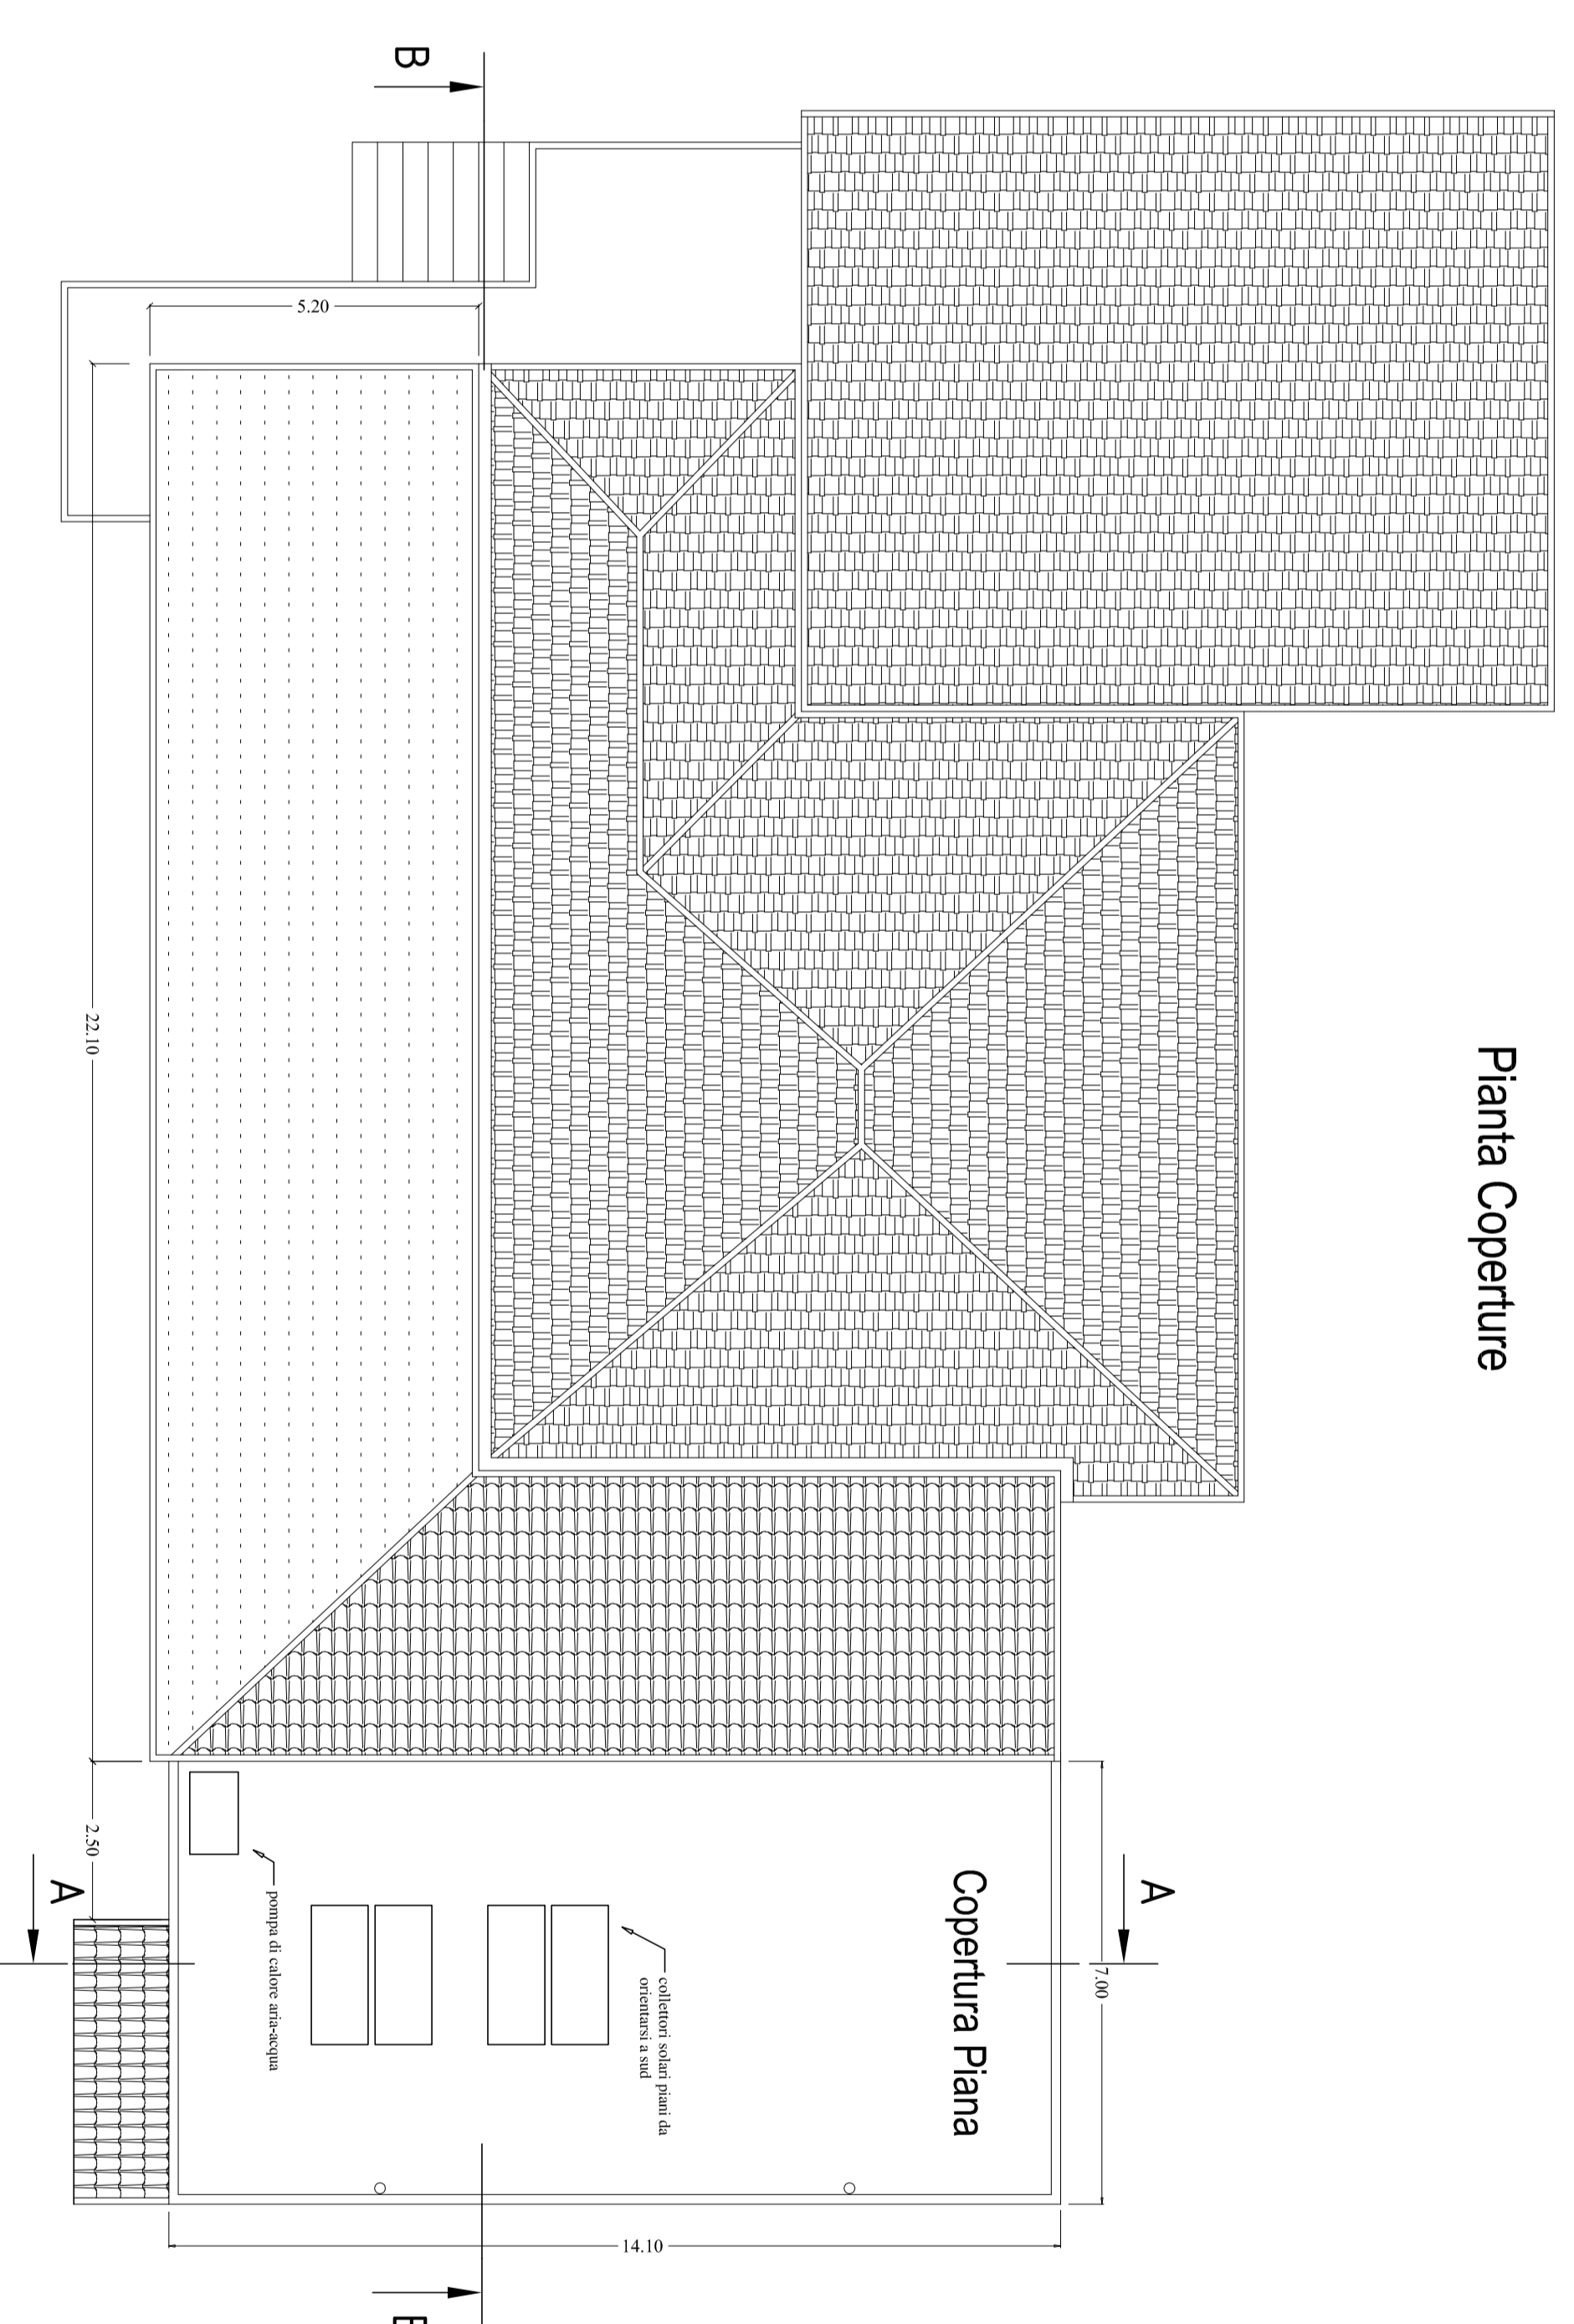 Pianta Coperture
B
5.20
22.10
2.50
A
A
7.00
Copertura Piana
collettori solari piani da
orientarsi a sud
pompa di calore aria-acqua
14.10